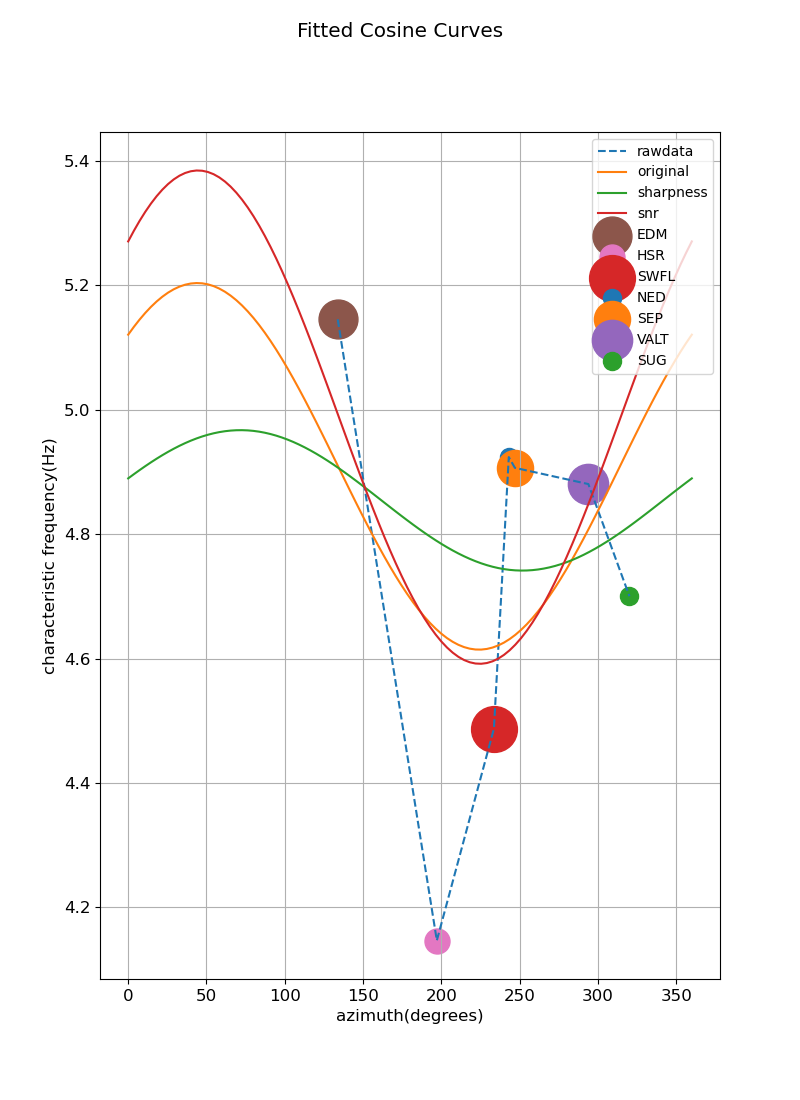 Fitted Cosine Curves
characteristic frequency(Hz)
5.4
5.2
5.0
4.8
4.6
4.4
4.2
rawdata
original
sharpness
snr
EDM
HSR
SWFL
NED
SEP
VALT
SUG
0 50 100 150 200 250 300 350
azimuth(degrees)